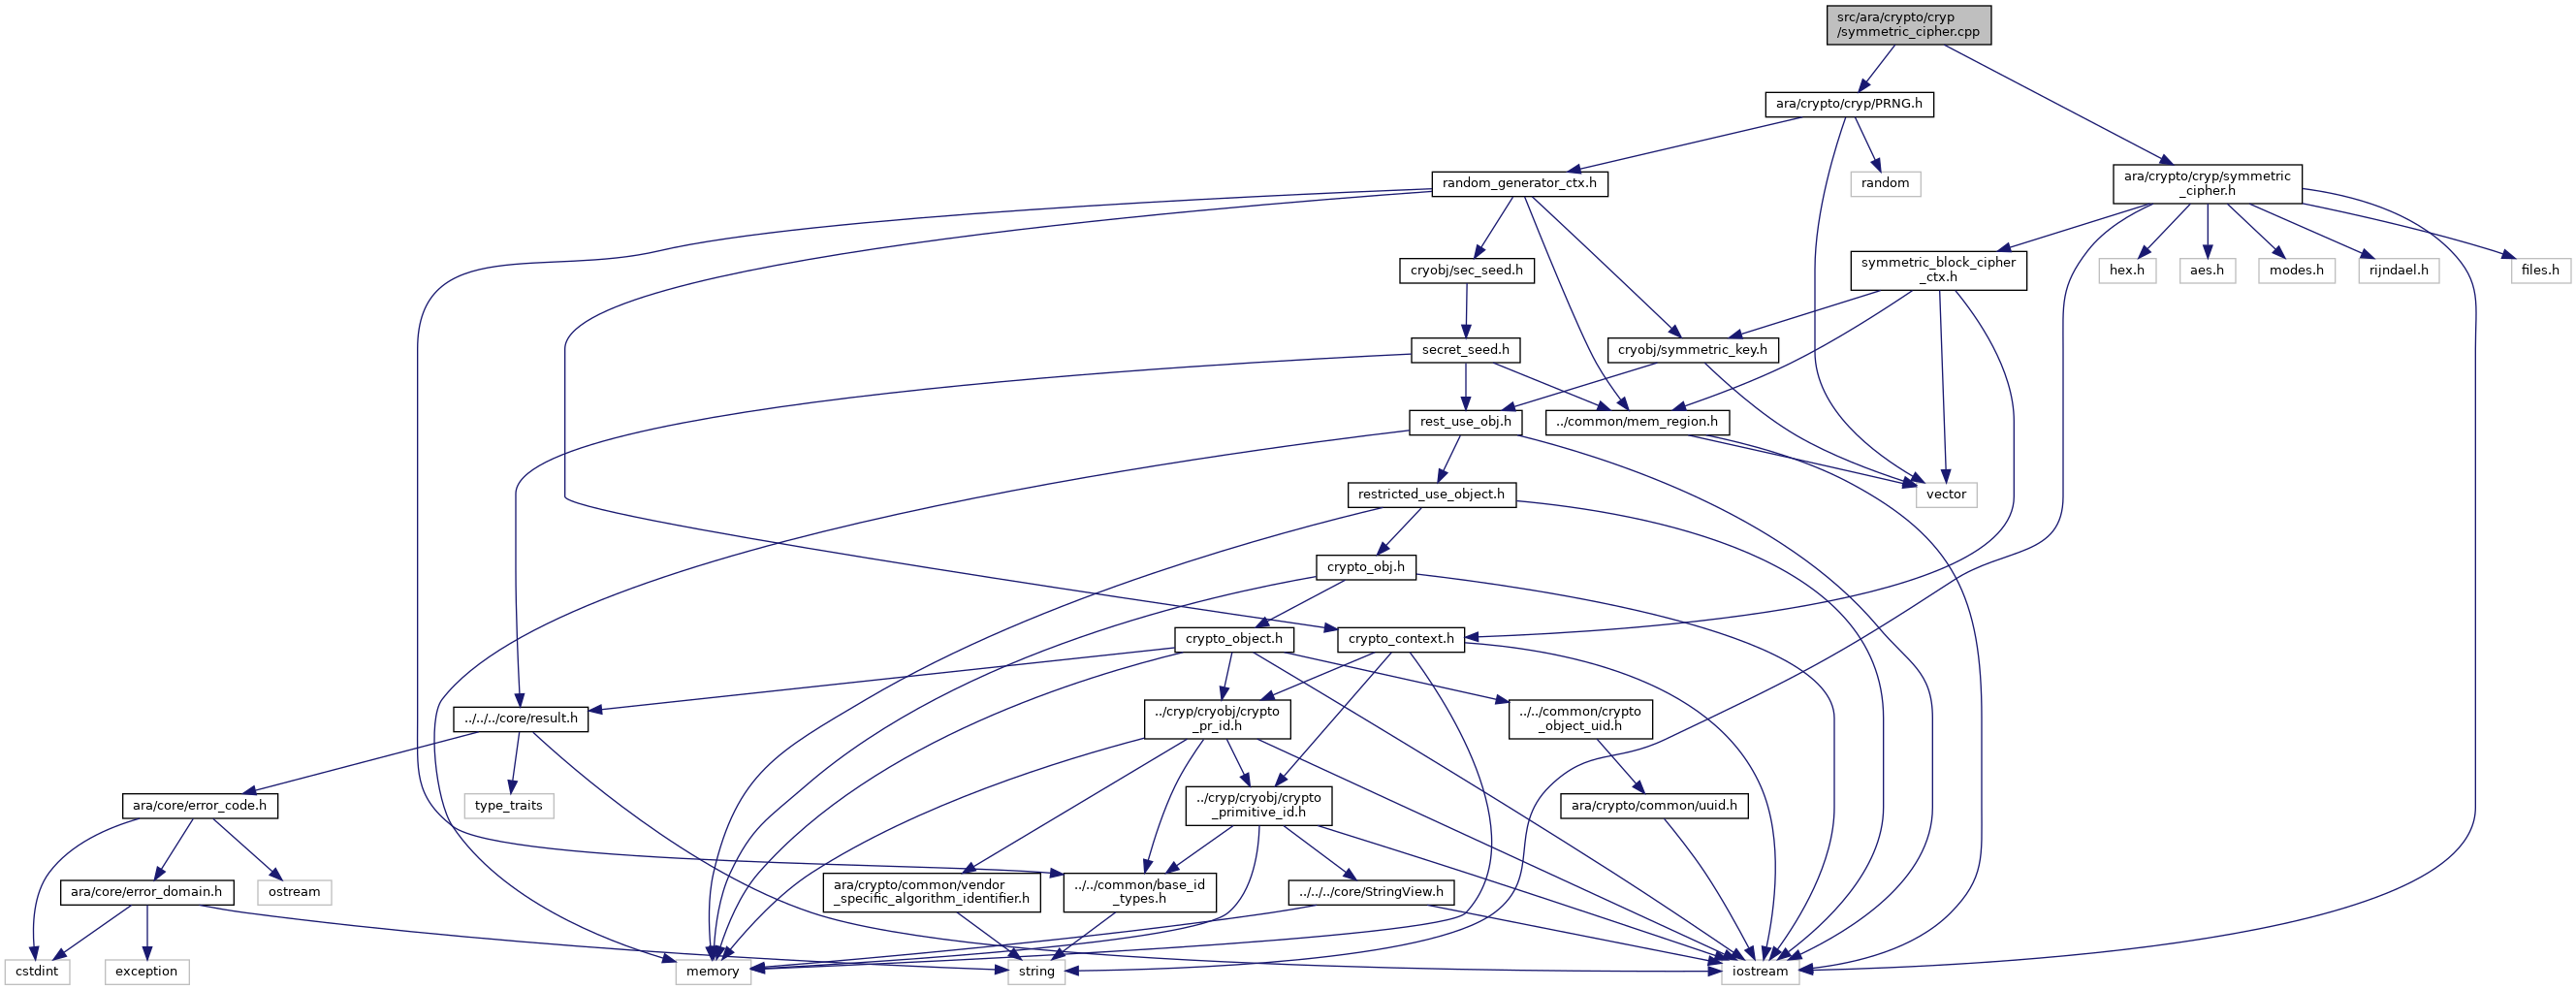 src/ara/crypto/cryp
/symmetric_cipher.cpp
ara/crypto/cryp/PRNG.h
random_generator_ctx.h
random
ara/crypto/cryp/symmetric
_cipher.h
cryobj/sec_seed.h
symmetric_block_cipher
_ctx.h
hex.h
aes.h
modes.h
rijndael.h
files.h
secret_seed.h
cryobj/symmetric_key.h
rest_use_obj.h
../common/mem_region.h
restricted_use_object.h
vector
crypto_obj.h
crypto_object.h
crypto_context.h
../../../core/result.h
../cryp/cryobj/crypto
_pr_id.h
../../common/crypto
_object_uid.h
ara/core/error_code.h
type_traits
../cryp/cryobj/crypto
_primitive_id.h
ara/crypto/common/uuid.h
ara/core/error_domain.h
ostream
ara/crypto/common/vendor
_specific_algorithm_identifier.h
../../common/base_id
_types.h
../../../core/StringView.h
cstdint
exception
memory
string
iostream